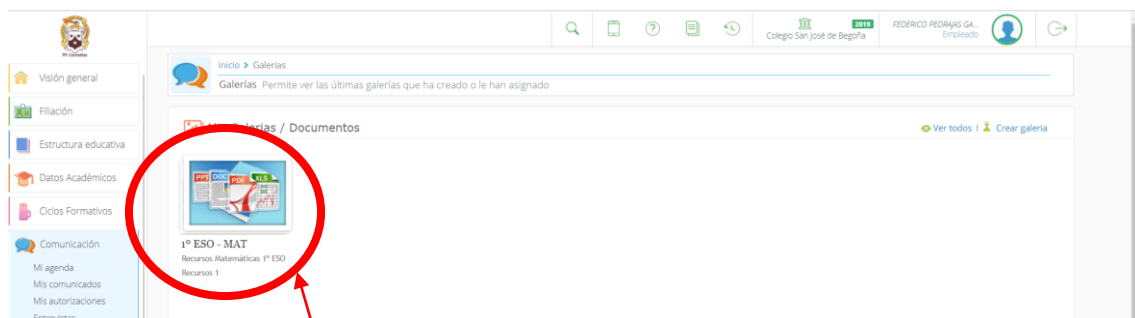 2019
Colegio San José de Begoña
FEDERICO PEDRAJAS GA...
Empleado
Inicio > Galerías
Galerías Permite ver las últimas galerías que ha creado o le han asignado
Visión general
Filiación
Estructura educativa
Datos Académicos
Ciclos Formativos
Comunicación
Mi agenda
Mis comunicados
Mis autorizaciones
Entrevistas
Galerías / Documentos
Ver todos | Crear galería
PPT DOC PDF XLS
1º ESO - MAT
Recursos Matemáticas 1º ESO
Recursos 1